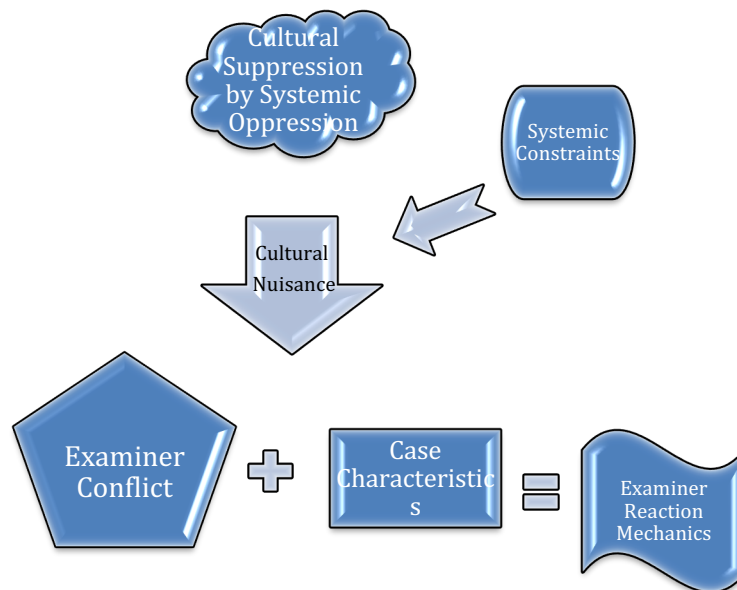 Cultural
Suppression
by Systemic
Oppression
Systemic
Constraints
Cultural
Nuisance
Examiner
Conflict
Case
Characteristic
s
Examiner
Reaction
Mechanics